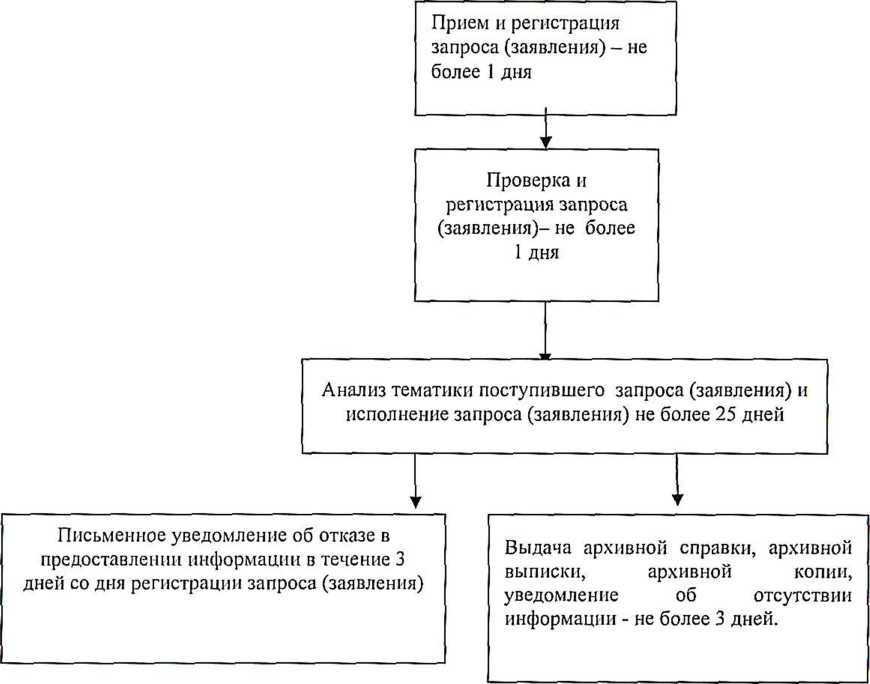 Прием и регистрация
запроса (заявления) – не
более 1 дня
Проверка и
регистрация запроса
(заявления)– не более
1 дня
Анализ тематики поступившего запроса (заявления) и
исполнение запроса (заявления) не более 25 дней
Письменное уведомление об отказе в
предоставлении информации в течение 3
дней со дня регистрации запроса (заявления)
Выдача архивной справки, архивной
выписки, архивной копии,
уведомление об отсутствии
информации - не более 3 дней.